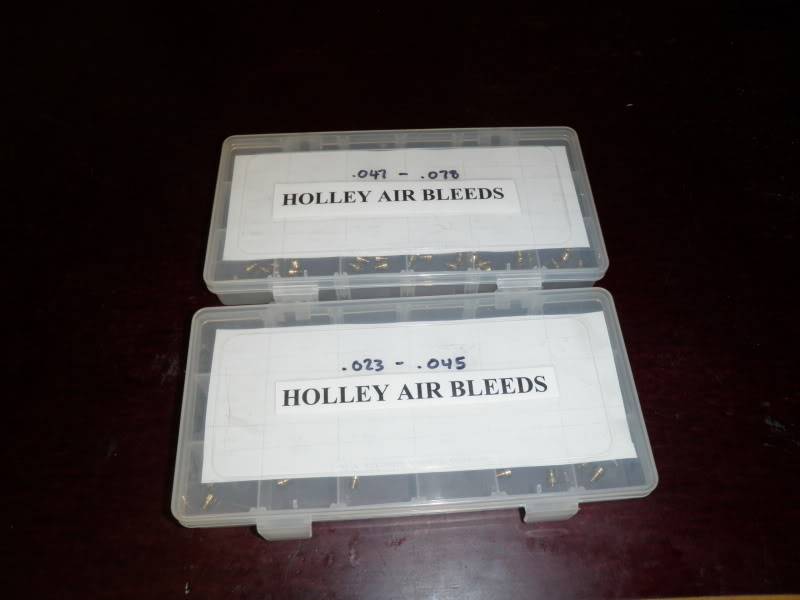 .047 - .078
HOLLEY AIR BLEEDS
.023 - .045
HOLLEY AIR BLEEDS